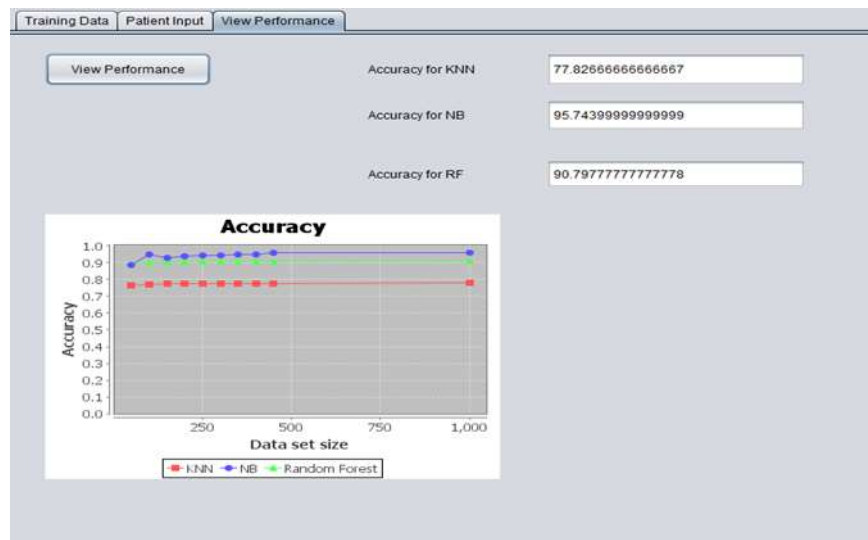 Training Data Patient Input View Performance
View Performance
Accuracy for KNN 77.82666666666667
Accuracy for NB 95.74399999999999
Accuracy for RF 90.79777777777778
Accuracy
1.0
0.9
0.8
0.7
0.6
0.5
0.4
0.3
0.2
0.1
0.0
Accuracy
250 500 750 1,000
Data set size
KNN NB Random Forest